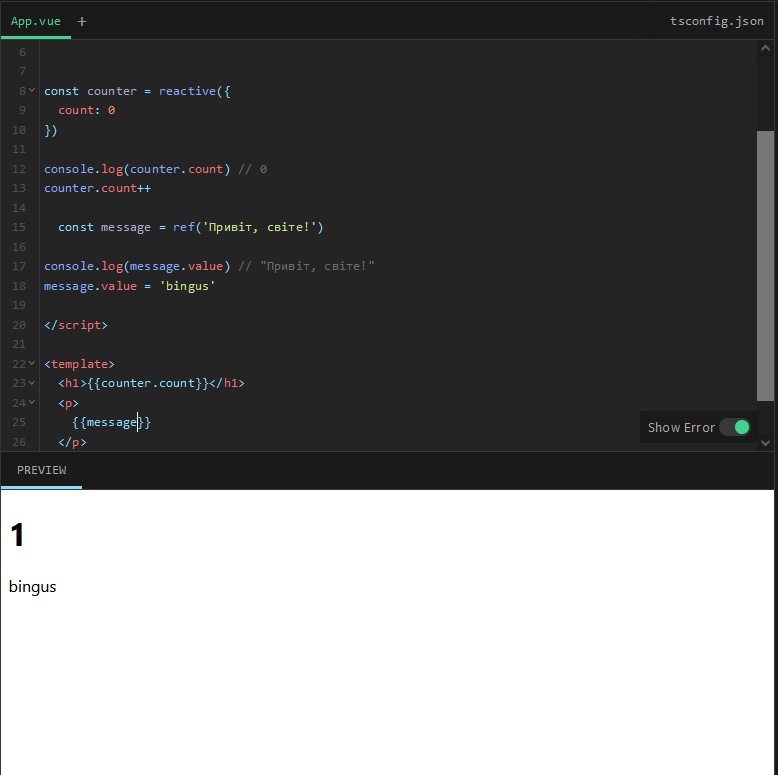 App.vue + tsconfig.json
6
7
8 const counter = reactive({
9 count: 0
10 })
11
12 console.log(counter.count) // 0
13 counter.count++
14
15 const message = ref('Привіт, світе!')
16
17 console.log(message.value) // "Привіт, світе!"
18 message.value = 'bingus'
19
20 </script>
21
22 <template>
23 <h1>{{counter.count}}</h1>
24 <p>
25 {{message}}
26 </p>
Show Error
PREVIEW
1
bingus